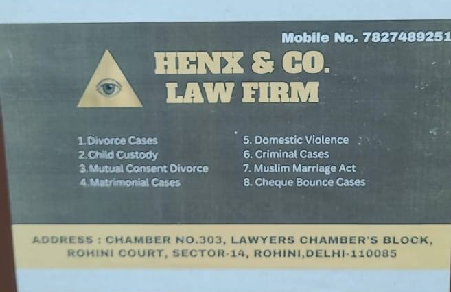 Mobile No. 7827489251
HENX & CO.
LAW FIRM
1. Divorce Cases
2. Child Custody
3. Mutual Consent Divorce
4. Matrimonial Cases
5. Domestic Violence
6. Criminal Cases
7. Muslim Marriage Act
8. Cheque Bounce Cases
ADDRESS : CHAMBER NO.303, LAWYERS CHAMBER'S BLOCK,
ROHINI COURT, SECTOR-14, ROHINI,DELHI-110085